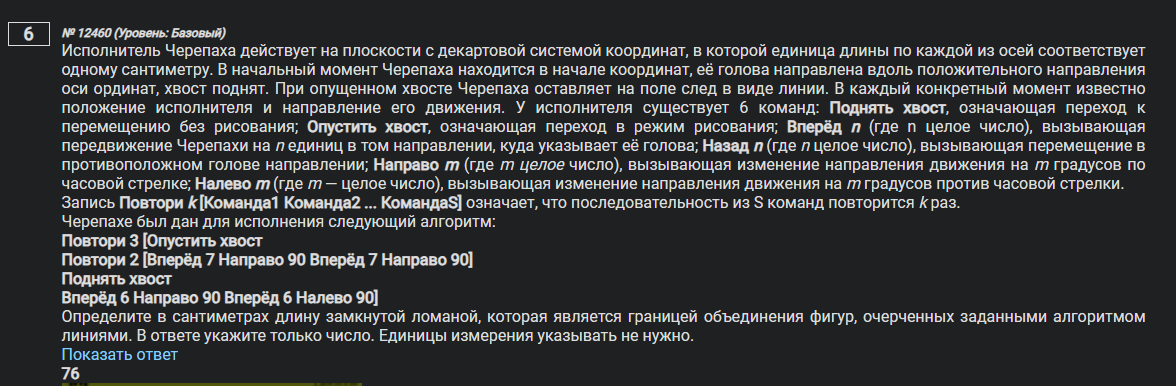 6
№ 12460 (Уровень: Базовый)
Исполнитель Черепаха действует на плоскости с декартовой системой координат, в которой единица длины по каждой из осей соответствует
одному сантиметру. В начальный момент Черепаха находится в начале координат, её голова направлена вдоль положительного направления
оси ординат, хвост поднят. При опущенном хвосте Черепаха оставляет на поле след в виде линии. В каждый конкретный момент известно
положение исполнителя и направление его движения. У исполнителя существует 6 команд: Поднять хвост, означающая переход к
перемещению без рисования; Опустить хвост, означающая переход в режим рисования; Вперёд n (где n целое число), вызывающая
передвижение Черепахи на n единиц в том направлении, куда указывает её голова; Назад n (где n целое число), вызывающая перемещение в
противоположном голове направлении; Направо m (где m целое число), вызывающая изменение направления движения на m градусов по
часовой стрелке; Налево m (где m — целое число), вызывающая изменение направления движения на m градусов против часовой стрелки.
Запись Повтори k [Команда1 Команда2 ... КомандаS] означает, что последовательность из S команд повторится k раз.
Черепахе был дан для исполнения следующий алгоритм:
Повтори 3 [Опустить хвост
Повтори 2 [Вперёд 7 Направо 90 Вперёд 7 Направо 90]
Поднять хвост
Вперёд 6 Направо 90 Вперёд 6 Налево 90]
Определите в сантиметрах длину замкнутой ломаной, которая является границей объединения фигур, очерченных заданными алгоритмом
линиями. В ответе укажите только число. Единицы измерения указывать не нужно.
Показать ответ
76